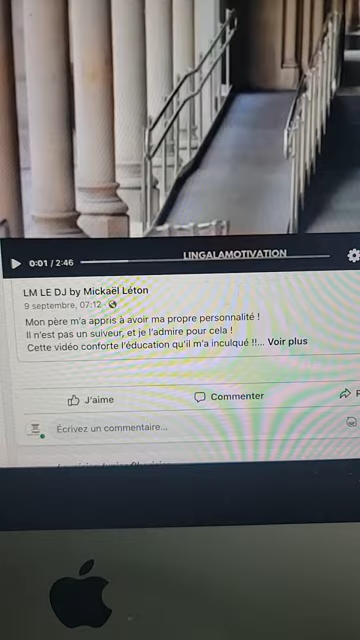 LINGALAMOTIVATION
0:01 / 2:46
LM LE DJ by Mickaël Léton
9 septembre, 07:12 ·
Mon père m'a appris à avoir ma propre personnalité !
Il n'est pas un suiveur, et je l'admire pour cela !
Cette vidéo conforte l'éducation qu'il m'a inculqué !!... Voir plus
J'aime
Commenter
Écrivez un commentaire...